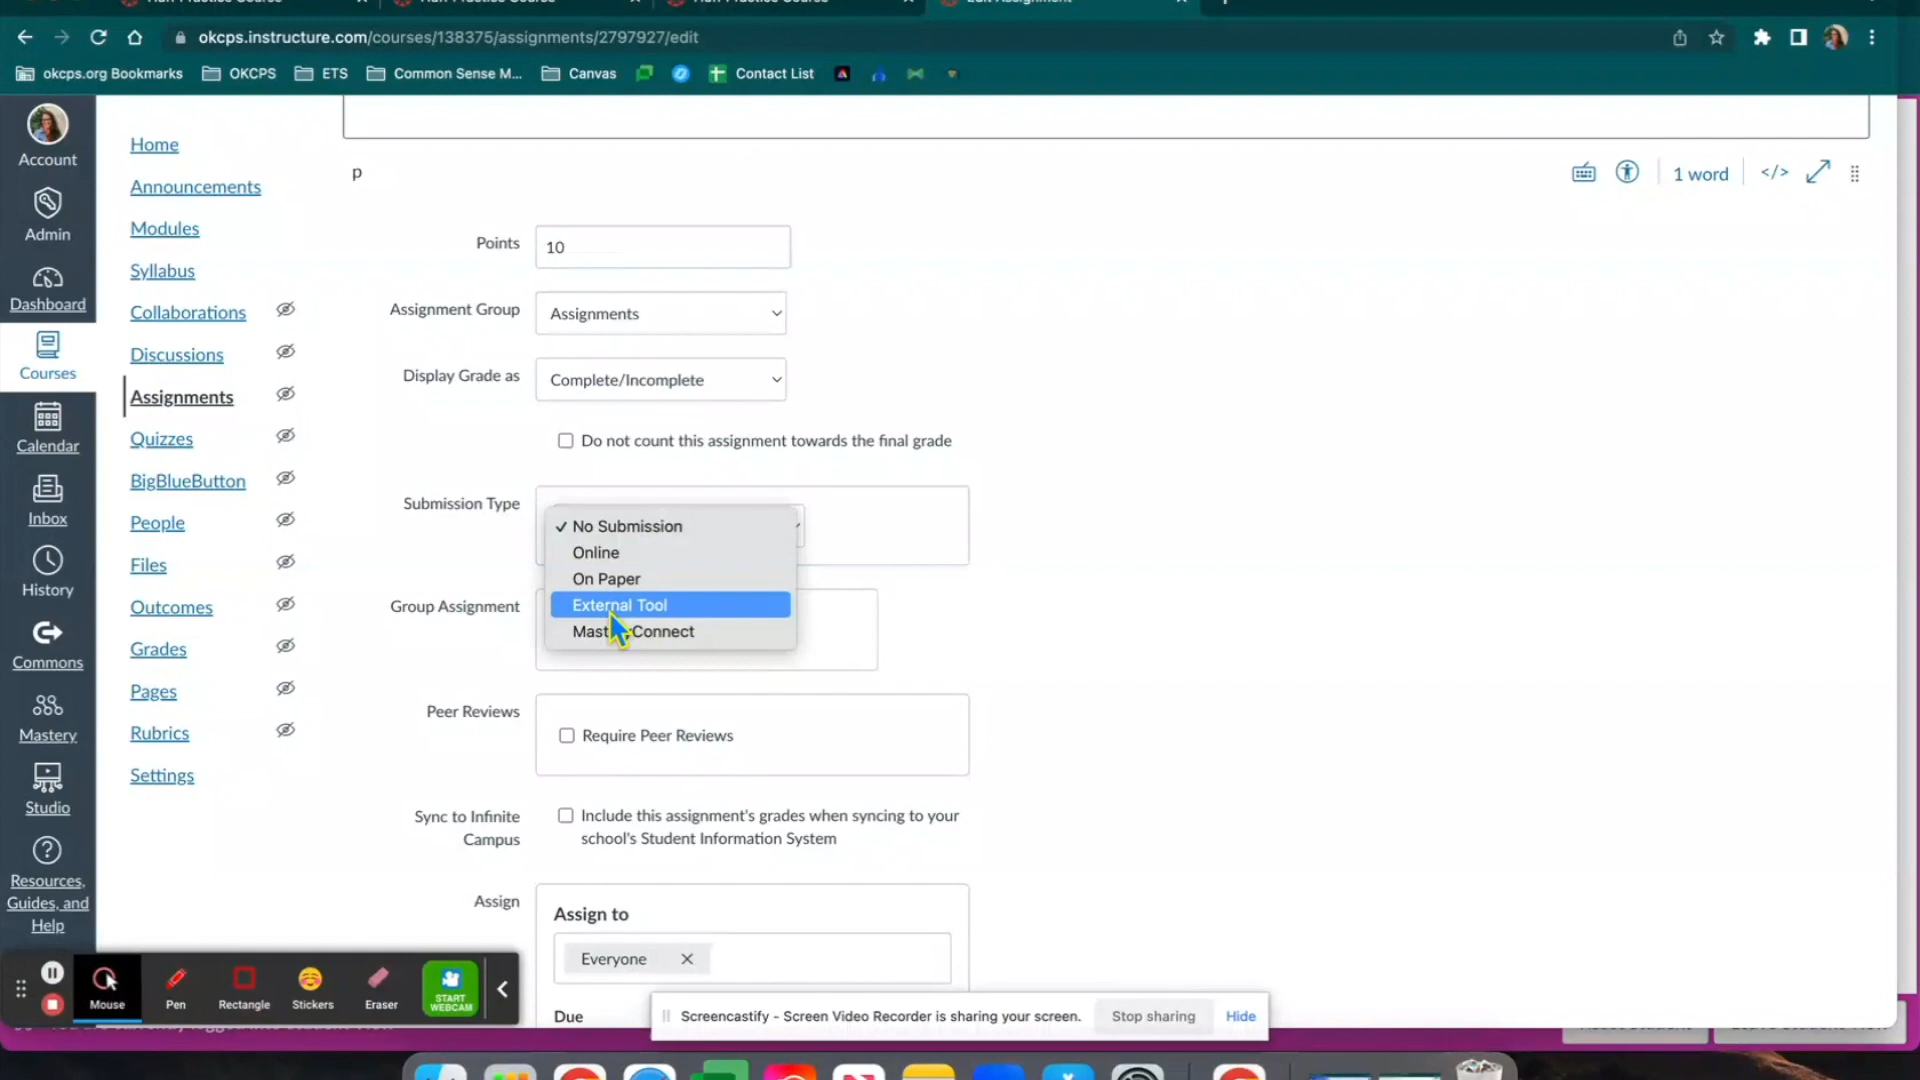 okcps.instructure.com/courses/138375/assignments/2797927/edit
okcps.org Bookmarks
OKCPS
ETS
Common Sense M...
Canvas
Contact List
Account
Admin
Dashboard
Courses
Calendar
Inbox
History
Commons
Mastery
Studio
Resources,
Guides, and
Help
Home
Announcements
Modules
Syllabus
Collaborations
Discussions
Assignments
Quizzes
BigBlueButton
People
Files
Outcomes
Grades
Pages
Rubrics
Settings
p
1 word
</>
Points
10
Assignment Group
Assignments
Display Grade as
Complete/Incomplete
Do not count this assignment towards the final grade
Submission Type
✓ No Submission
Online
On Paper
External Tool
Group Assignment
Peer Reviews
Require Peer Reviews
Sync to Infinite
Campus
Include this assignment's grades when syncing to your
school's Student Information System
Assign
Assign to
Everyone
Due
Mouse
Pen
Rectangle
Stickers
Eraser
START
WEBCAM
Screencastify - Screen Video Recorder is sharing your screen.
Stop sharing
Hide